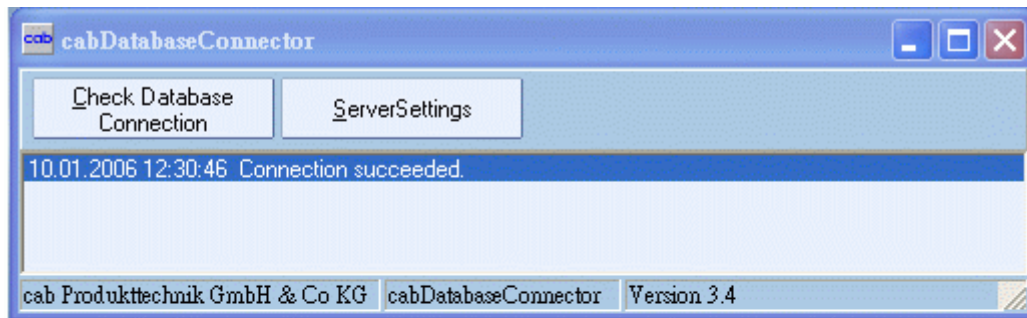 cab cabDatabaseConnector
Check Database
Connection
ServerSettings
10.01.2006 12:30:46 Connection succeeded.
cab Produkttechnik GmbH & Co KG cabDatabaseConnector Version 3.4